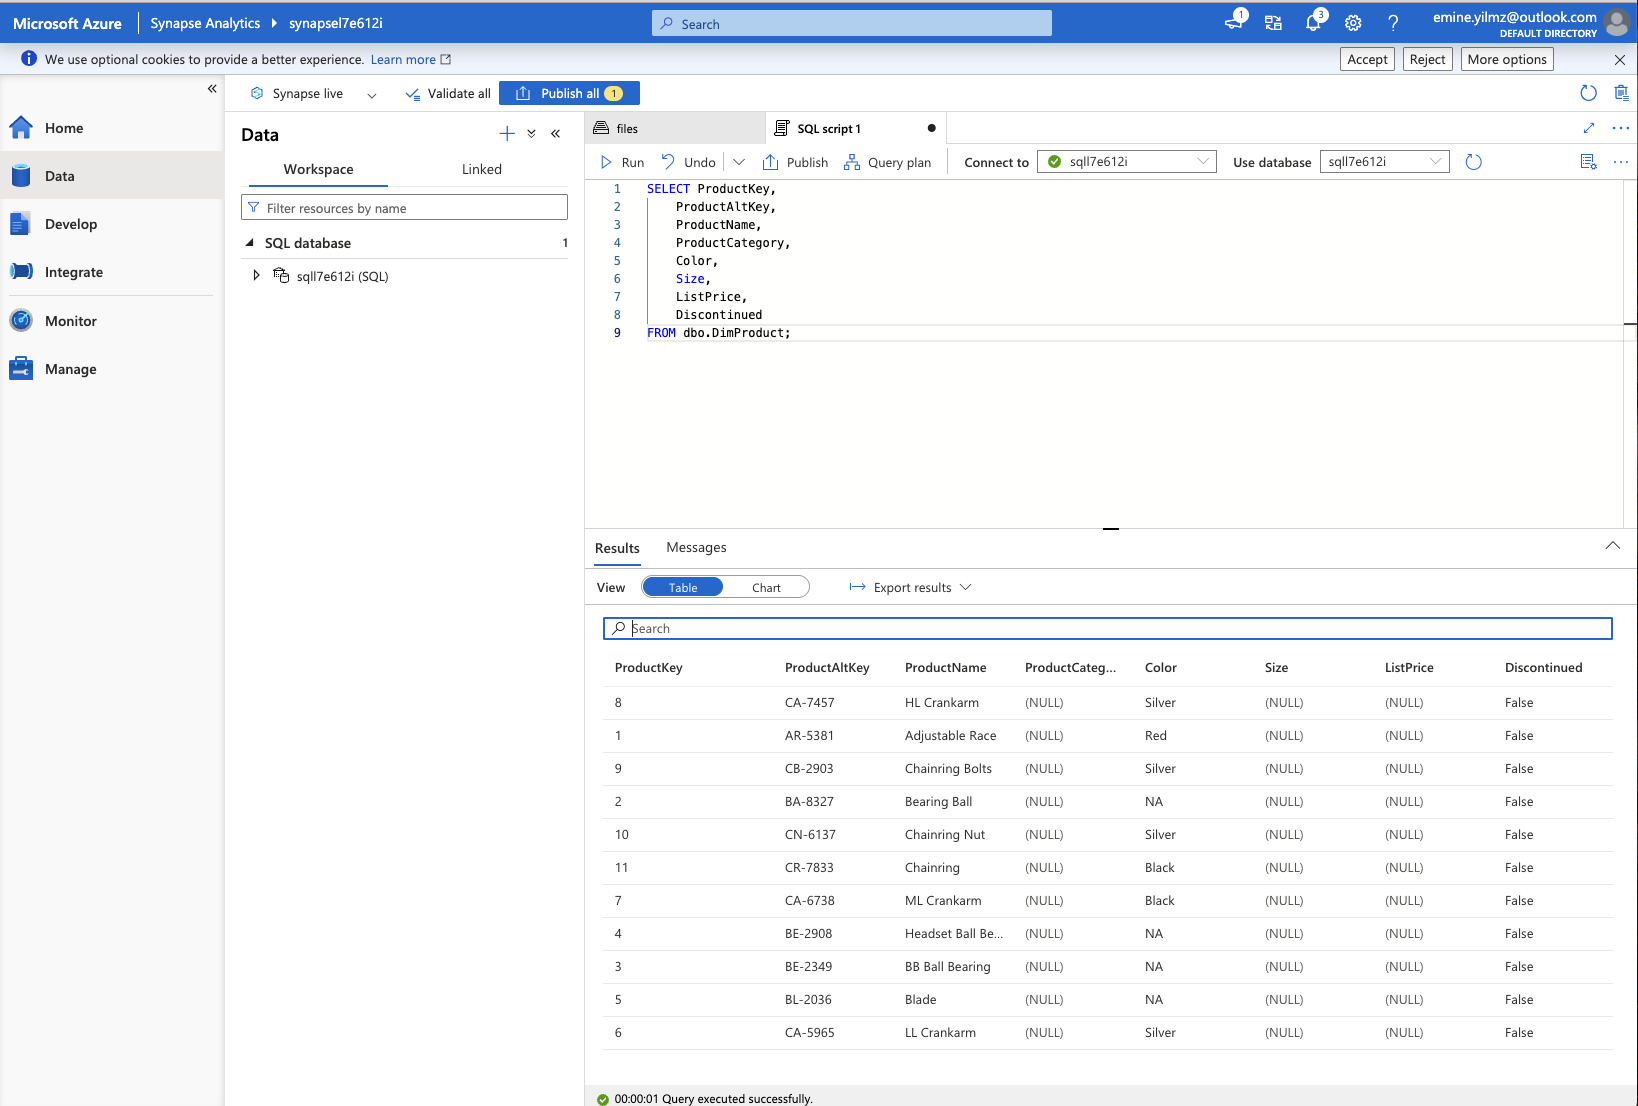 Microsoft Azure
Synapse Analytics
synapsel7e612i
Search
1
3
?
emine.yilmz@outlook.com
DEFAULT DIRECTORY
We use optional cookies to provide a better experience. Learn more
Accept
Reject
More options
Home
Data
Develop
Integrate
Monitor
Manage
Synapse live
Validate all
Publish all 1
Data
Workspace
Linked
Filter resources by name
SQL database 1
sqll7e612i (SQL)
files
SQL script 1
Run
Undo
Publish
Query plan
Connect to
sqll7e612i
Use database
sqll7e612i
1 SELECT ProductKey,
2 ProductAltKey,
3 ProductName,
4 ProductCategory,
5 Color,
6 Size,
7 ListPrice,
8 Discontinued
9 FROM dbo.DimProduct;
Results
Messages
View
Table
Chart
Export results
Search
ProductKey ProductAltKey ProductName ProductCateg... Color Size ListPrice Discontinued
8 CA-7457 HL Crankarm (NULL) Silver (NULL) (NULL) False
1 AR-5381 Adjustable Race (NULL) Red (NULL) (NULL) False
9 CB-2903 Chainring Bolts (NULL) Silver (NULL) (NULL) False
2 BA-8327 Bearing Ball (NULL) NA (NULL) (NULL) False
10 CN-6137 Chainring Nut (NULL) Silver (NULL) (NULL) False
11 CR-7833 Chainring (NULL) Black (NULL) (NULL) False
7 CA-6738 ML Crankarm (NULL) Black (NULL) (NULL) False
4 BE-2908 Headset Ball Be... (NULL) NA (NULL) (NULL) False
3 BE-2349 BB Ball Bearing (NULL) NA (NULL) (NULL) False
5 BL-2036 Blade (NULL) NA (NULL) (NULL) False
6 CA-5965 LL Crankarm (NULL) Silver (NULL) (NULL) False
00:00:01 Query executed successfully.